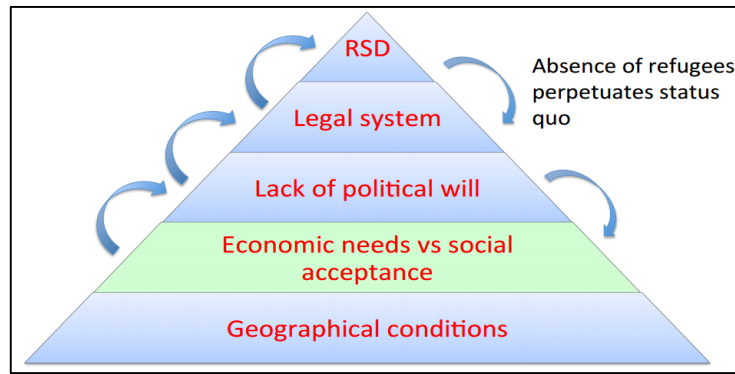 RSD
Absence of refugees
perpetuates status
quo
Legal system
Lack of political will
Economic needs vs social
acceptance
Geographical conditions